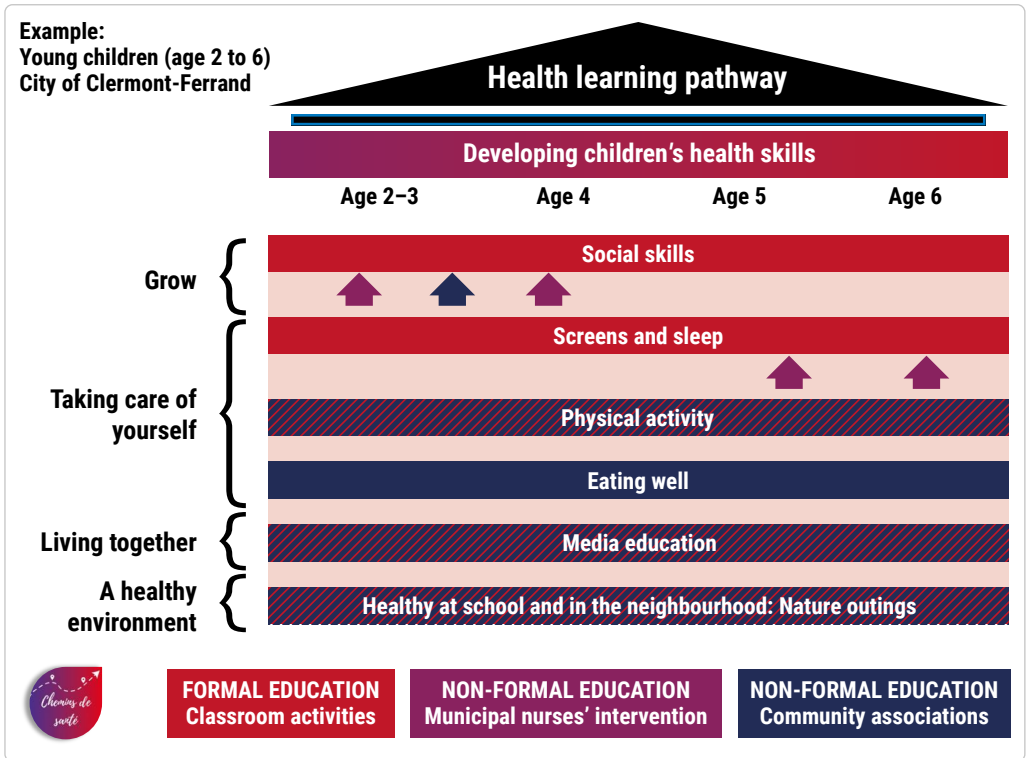 Example:
Young children (age 2 to 6)
City of Clermont-Ferrand
Health learning pathway
Developing children's health skills
Age 2–3 Age 4 Age 5 Age 6
Grow
Social skills
Taking care of
yourself
Screens and sleep
Physical activity
Eating well
Living together
Media education
A healthy
environment
Healthy at school and in the neighbourhood: Nature outings
Chemins de
santé
FORMAL EDUCATION
Classroom activities
NON-FORMAL EDUCATION
Municipal nurses' intervention
NON-FORMAL EDUCATION
Community associations